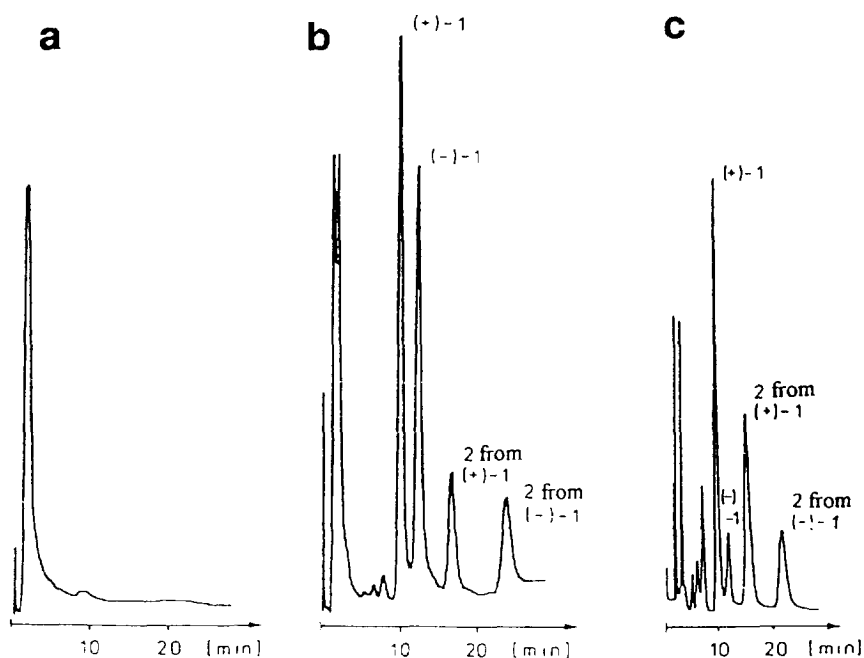 a
b
c
(+)-1
(-)-1
2 from
(+)-1
2 from
(-)-1
(+)-1
(-)
-1
2 from
(+)-1
2 from
(-)-1
10 20 [min]
10 20 [min]
10 20 [min]